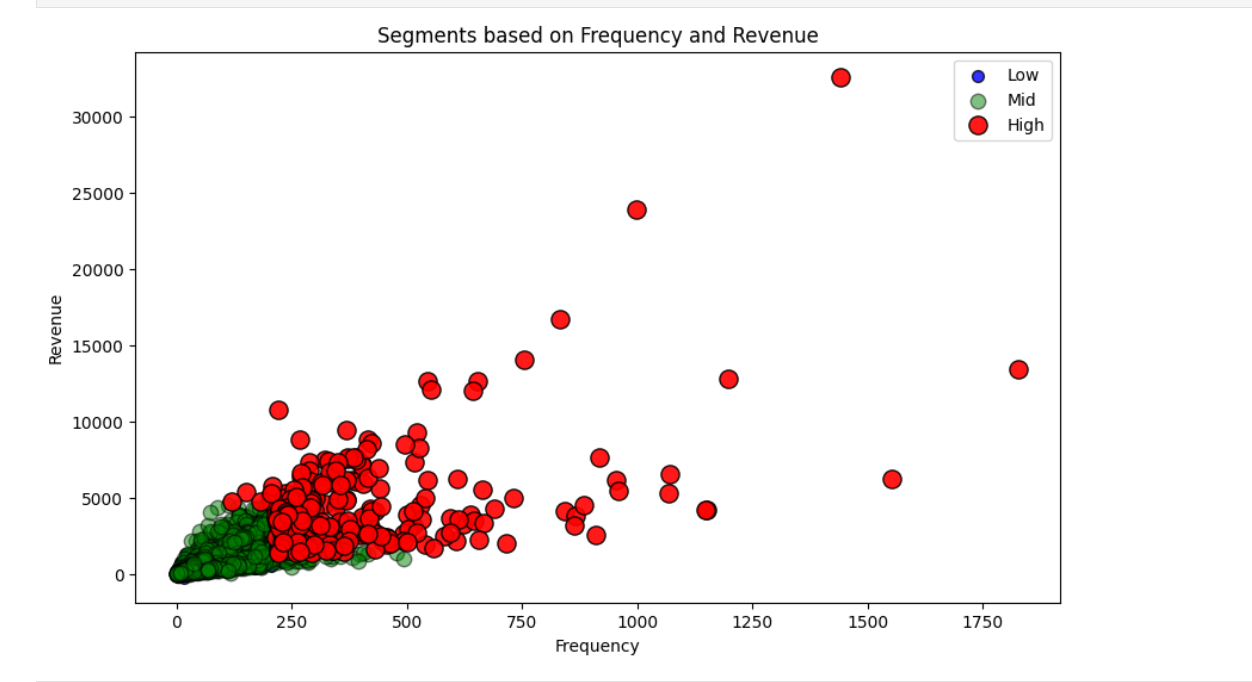 Segments based on Frequency and Revenue
Low
Mid
High
30000
25000
20000
15000
10000
5000
0
Revenue
0 250 500 750 1000 1250 1500 1750
Frequency